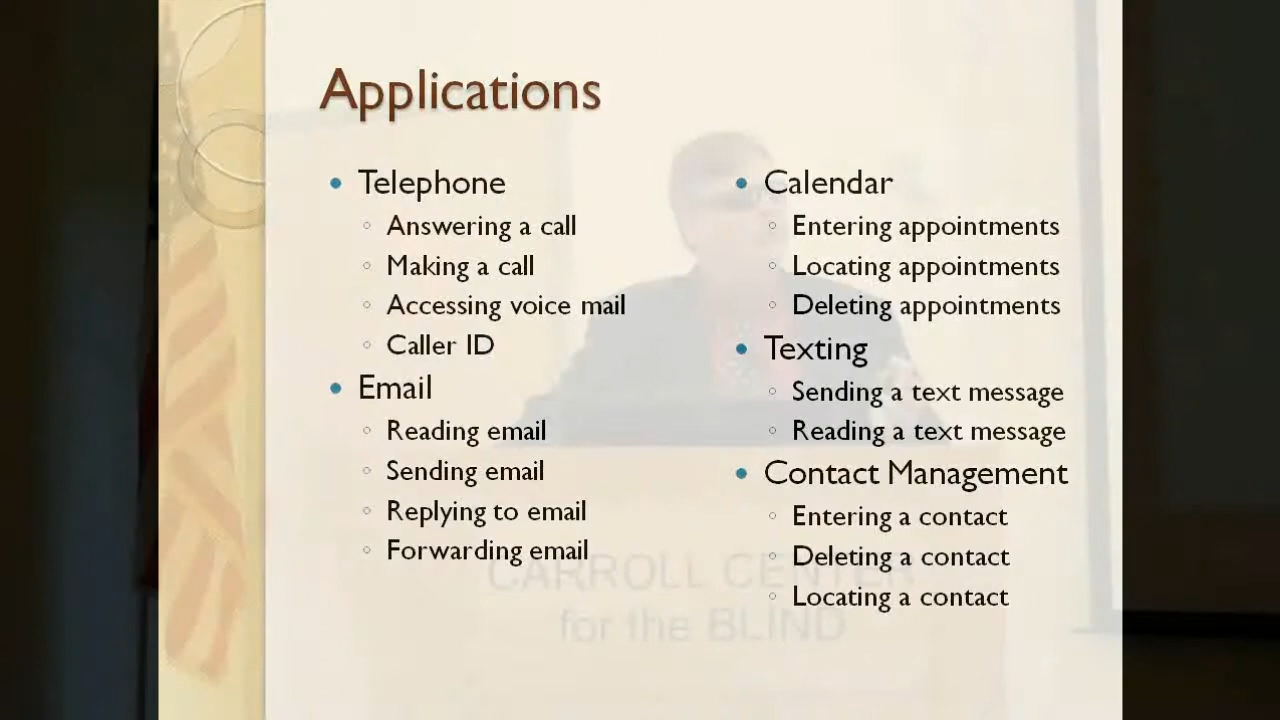 Applications
Telephone
Answering a call
Making a call
Accessing voice mail
Caller ID
Email
Reading email
Sending email
Replying to email
Forwarding email
Calendar
Entering appointments
Locating appointments
Deleting appointments
Texting
Sending a text message
Reading a text message
Contact Management
Entering a contact
Deleting a contact
Locating a contact
CARROLL CENTER
for the BLIND